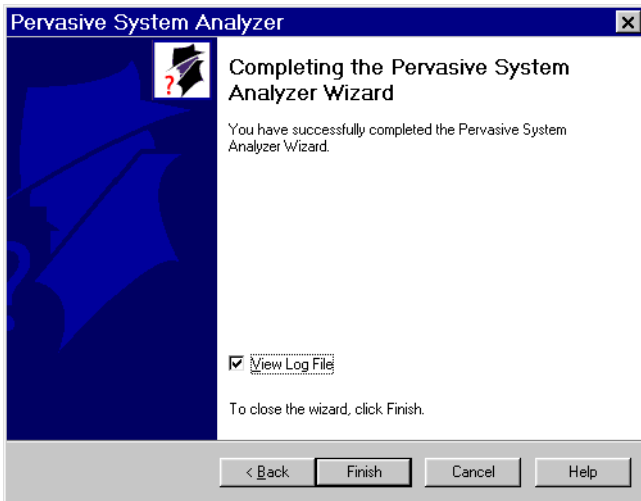 Pervasive System Analyzer
?
Completing the Pervasive System
Analyzer Wizard
You have successfully completed the Pervasive System
Analyzer Wizard.
View Log File
To close the wizard, click Finish.
< Back Finish Cancel Help